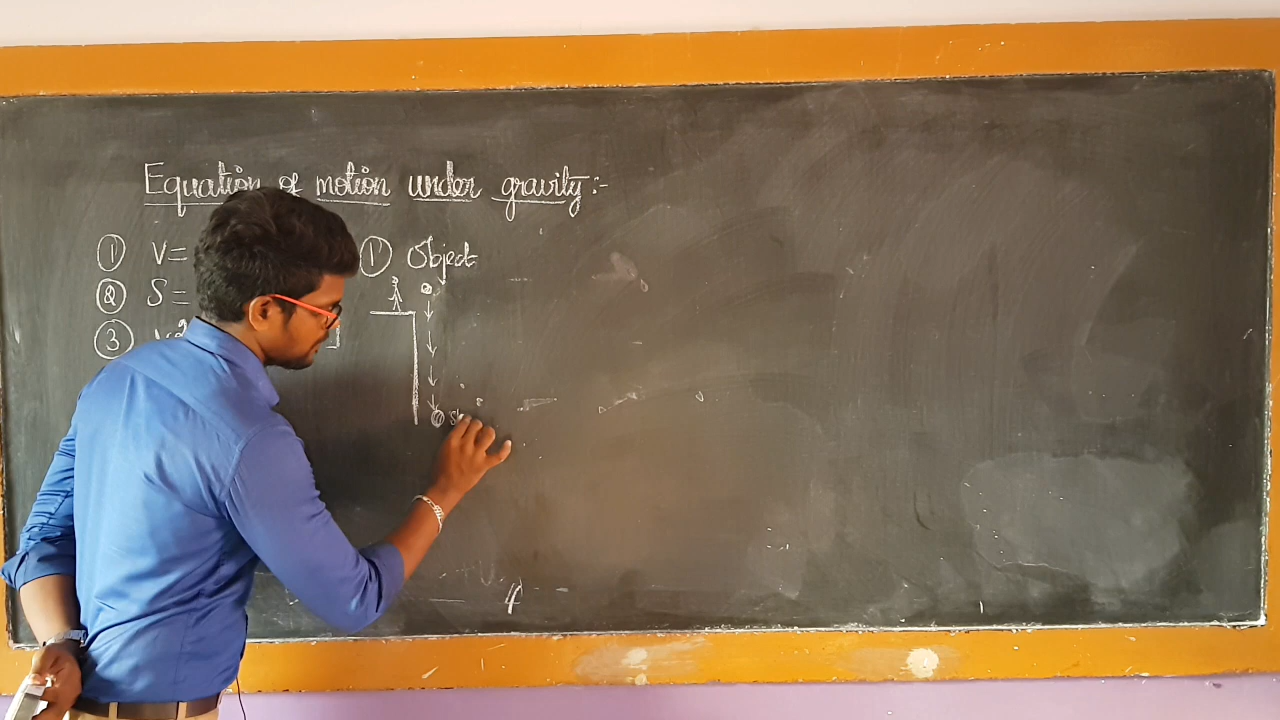 Equation of motion under gravity:-
① V=
② S=
③
① Object